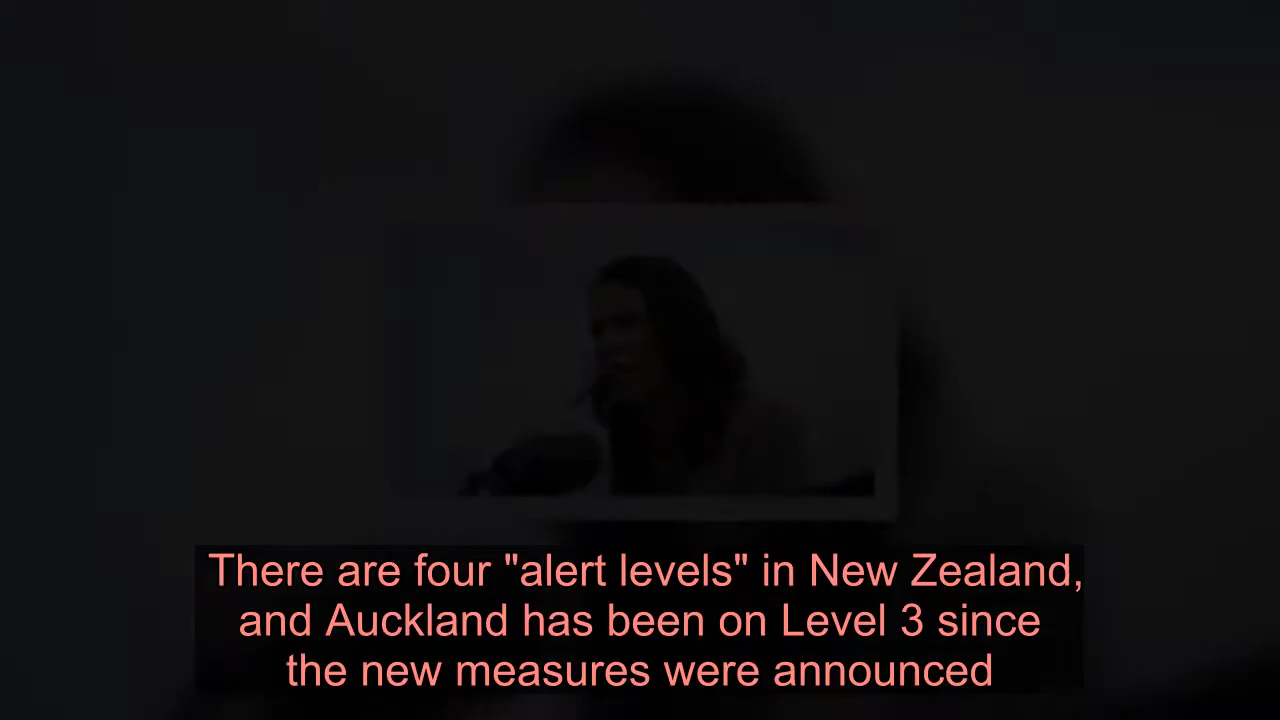 There are four "alert levels" in New Zealand,
and Auckland has been on Level 3 since
the new measures were announced